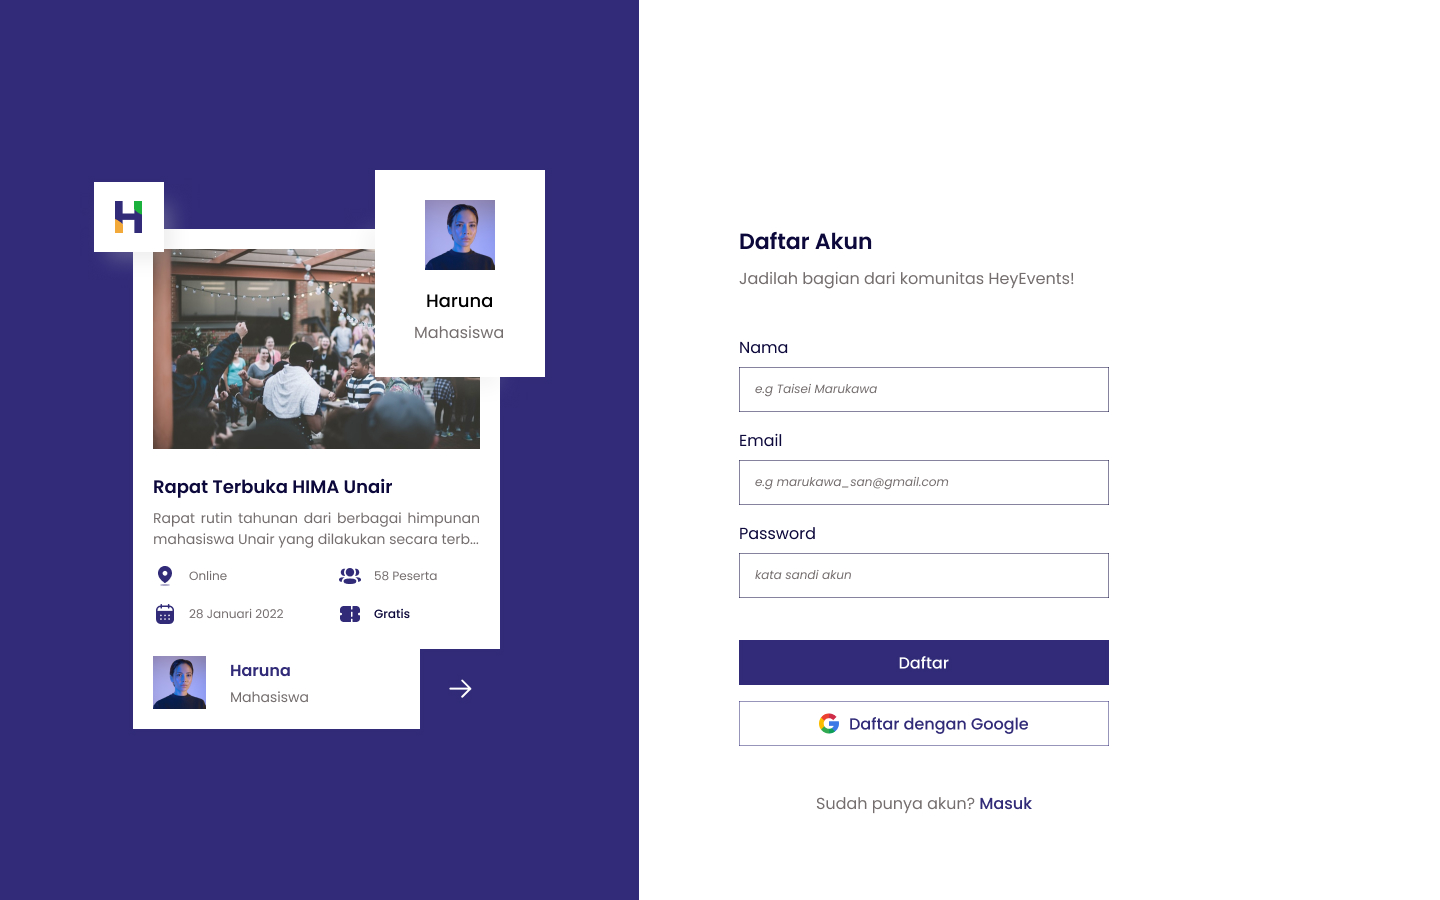 H
Haruna
Mahasiswa
Rapat Terbuka HIMA Unair
Rapat rutin tahunan dari berbagai himpunan
mahasiswa Unair yang dilakukan secara terb...
Online
58 Peserta
28 Januari 2022
Gratis
Haruna
Mahasiswa
Daftar Akun
Jadilah bagian dari komunitas HeyEvents!
Nama
e.g Taisei Marukawa
Email
e.g marukawa_san@gmail.com
Password
kata sandi akun
Daftar
Daftar dengan Google
Sudah punya akun? Masuk